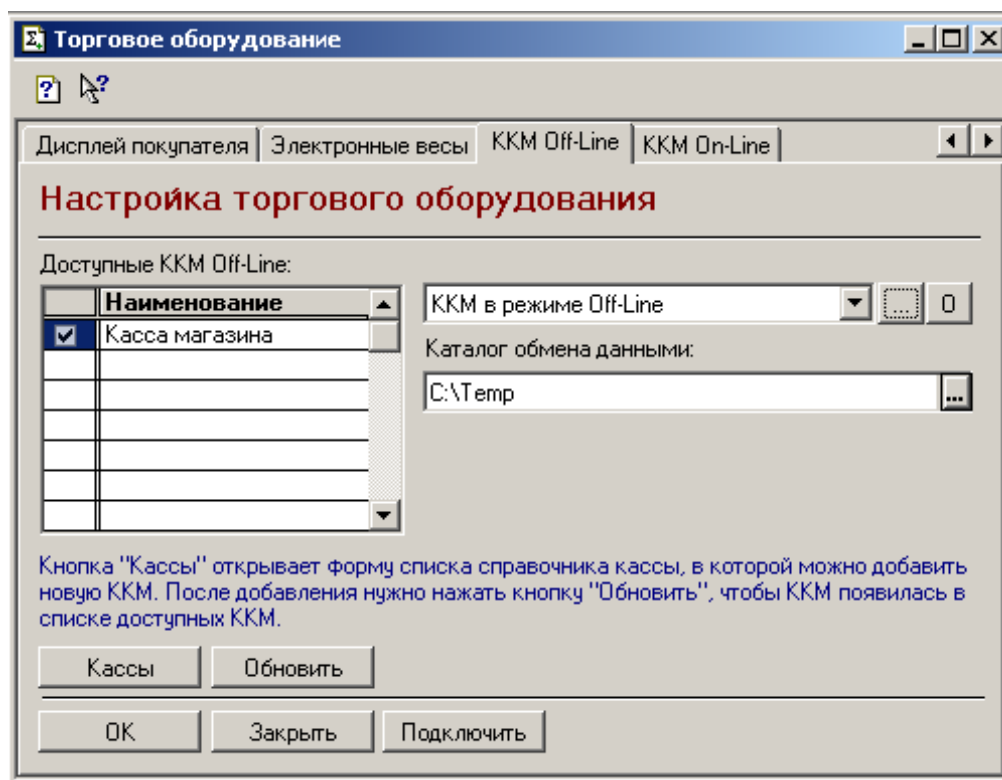 Торговое оборудование
Дисплей покупателя Электронные весы ККМ Off-Line ККМ On-Line
Настройка торгового оборудования
Доступные ККМ Off-Line:
Наименование
Касса магазина
ККМ в режиме Off-Line ... О
Каталог обмена данными:
C:\Temp ...
Кнопка "Кассы" открывает форму списка справочника кассы, в которой можно добавить
новую ККМ. После добавления нужно нажать кнопку "Обновить", чтобы ККМ появилась в
списке доступных ККМ.
Кассы Обновить
OK Закрыть Подключить